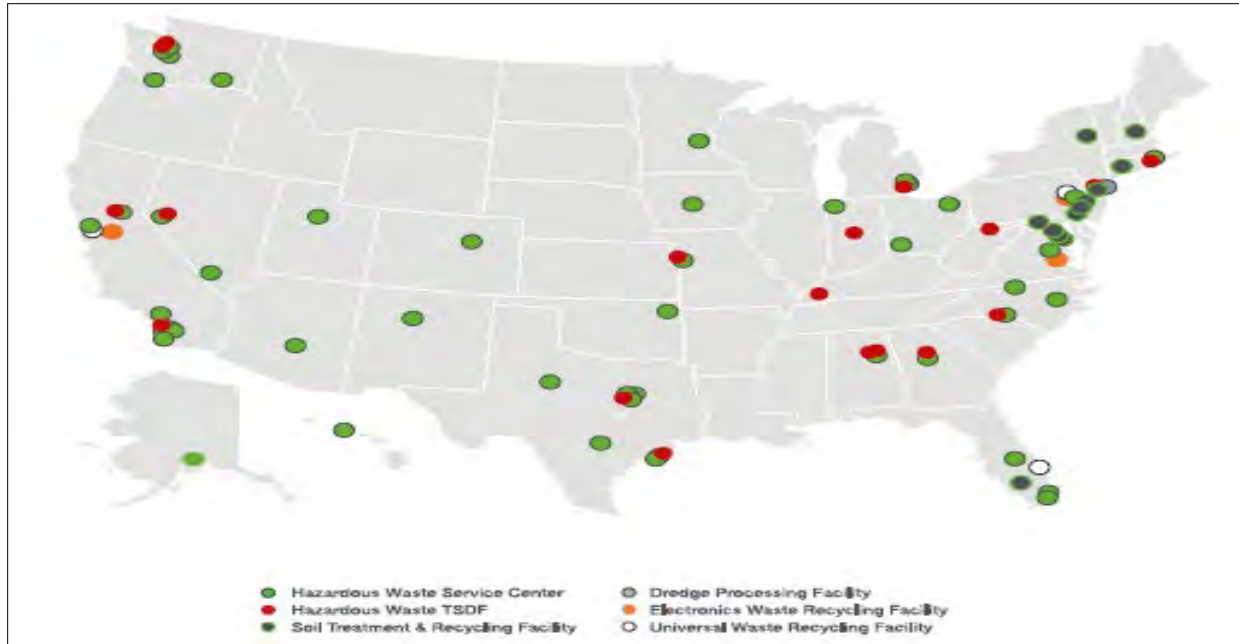 Hazardous Waste Service Center
Hazardous Waste TSDF
Soil Treatment & Recycling Facility
Dredge Processing Facility
Electronics Waste Recycling Facility
Universal Waste Recycling Facility